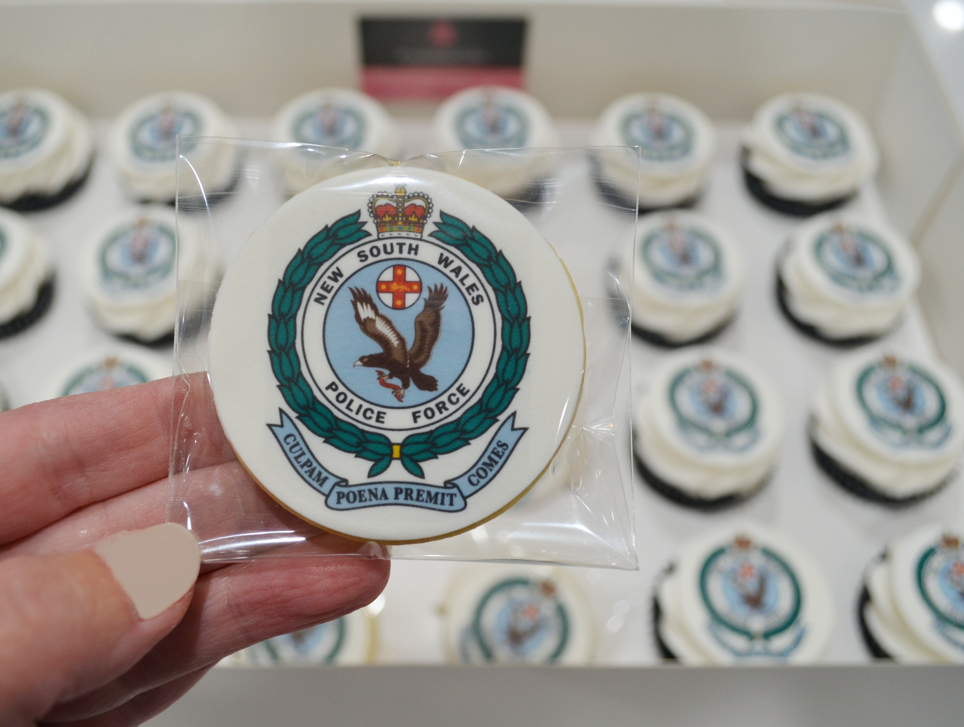 NEW SOUTH WALES
POLICE FORCE
CULPAM
POENA PREMIT
COMES